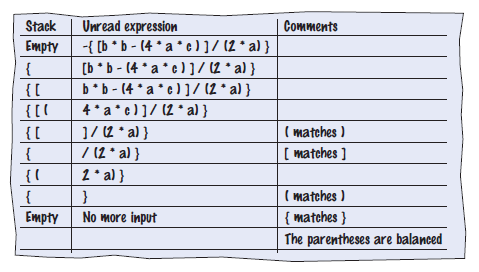 Stack Unread expression Comments
Empty -{ [b * b - (4 * a * c ) ] / (2 * a) }
{ [b * b - (4 * a * c ) ] / (2 * a) }
{ [ b * b - (4 * a * c ) ] / (2 * a) }
{ [ ( 4 * a * c ) ] / (2 * a) }
{ [ ] / (2 * a) } ( matches )
{ / (2 * a) } [ matches ]
{ ( 2 * a) }
{ } ( matches )
Empty No more input { matches }
The parentheses are balanced